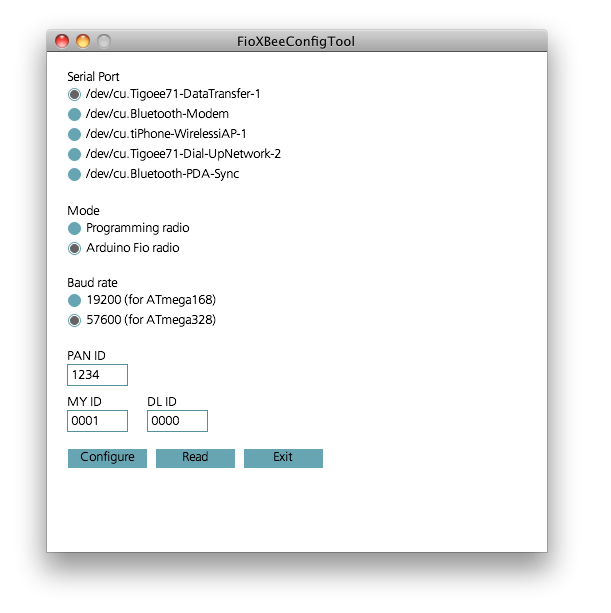 FioXBeeConfigTool
Serial Port
/dev/cu.Tigoee71-DataTransfer-1
/dev/cu.Bluetooth-Modem
/dev/cu.tiPhone-WirelessiAP-1
/dev/cu.Tigoee71-Dial-UpNetwork-2
/dev/cu.Bluetooth-PDA-Sync
Mode
Programming radio
Arduino Fio radio
Baud rate
19200 (for ATmega168)
57600 (for ATmega328)
PAN ID
1234
MY ID DL ID
0001 0000
Configure Read Exit